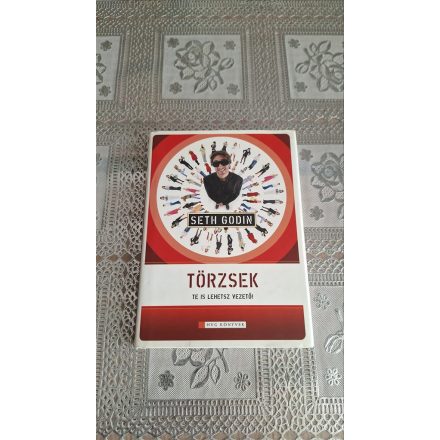 SETH GODIN
TÖRZSEK
TE IS LEHETSZ VEZETŐ!
HVG KÖNYVEK